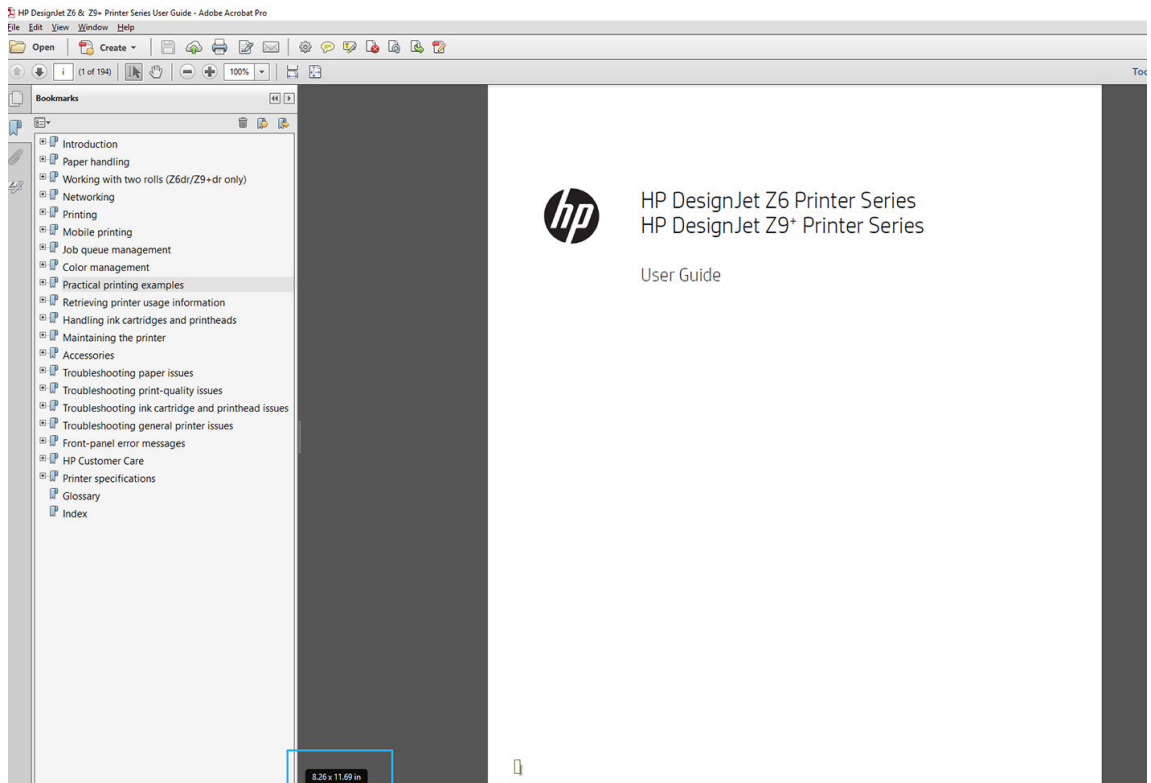 HP DesignJet Z6 & Z9+ Printer Series User Guide - Adobe Acrobat Pro
File Edit View Window Help
Open Create
i (1 of 194) 100%
Bookmarks
Introduction
Paper handling
Working with two rolls (Z6dr/Z9+dr only)
Networking
Printing
Mobile printing
Job queue management
Color management
Practical printing examples
Retrieving printer usage information
Handling ink cartridges and printheads
Maintaining the printer
Accessories
Troubleshooting paper issues
Troubleshooting print-quality issues
Troubleshooting ink cartridge and printhead issues
Troubleshooting general printer issues
Front-panel error messages
HP Customer Care
Printer specifications
Glossary
Index
hp
HP DesignJet Z6 Printer Series
HP DesignJet Z9⁺ Printer Series
User Guide
8.26 x 11.69 in